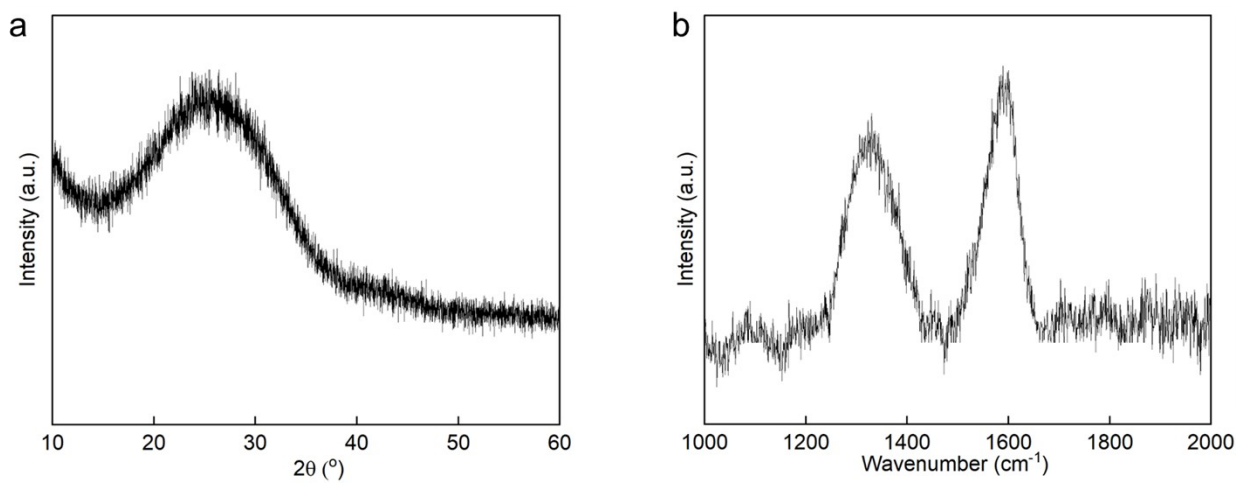 a
Intensity (a.u.)
10 20 30 40 50 60
2θ (°)
b
Intensity (a.u.)
1000 1200 1400 1600 1800 2000
Wavenumber (cm⁻¹)